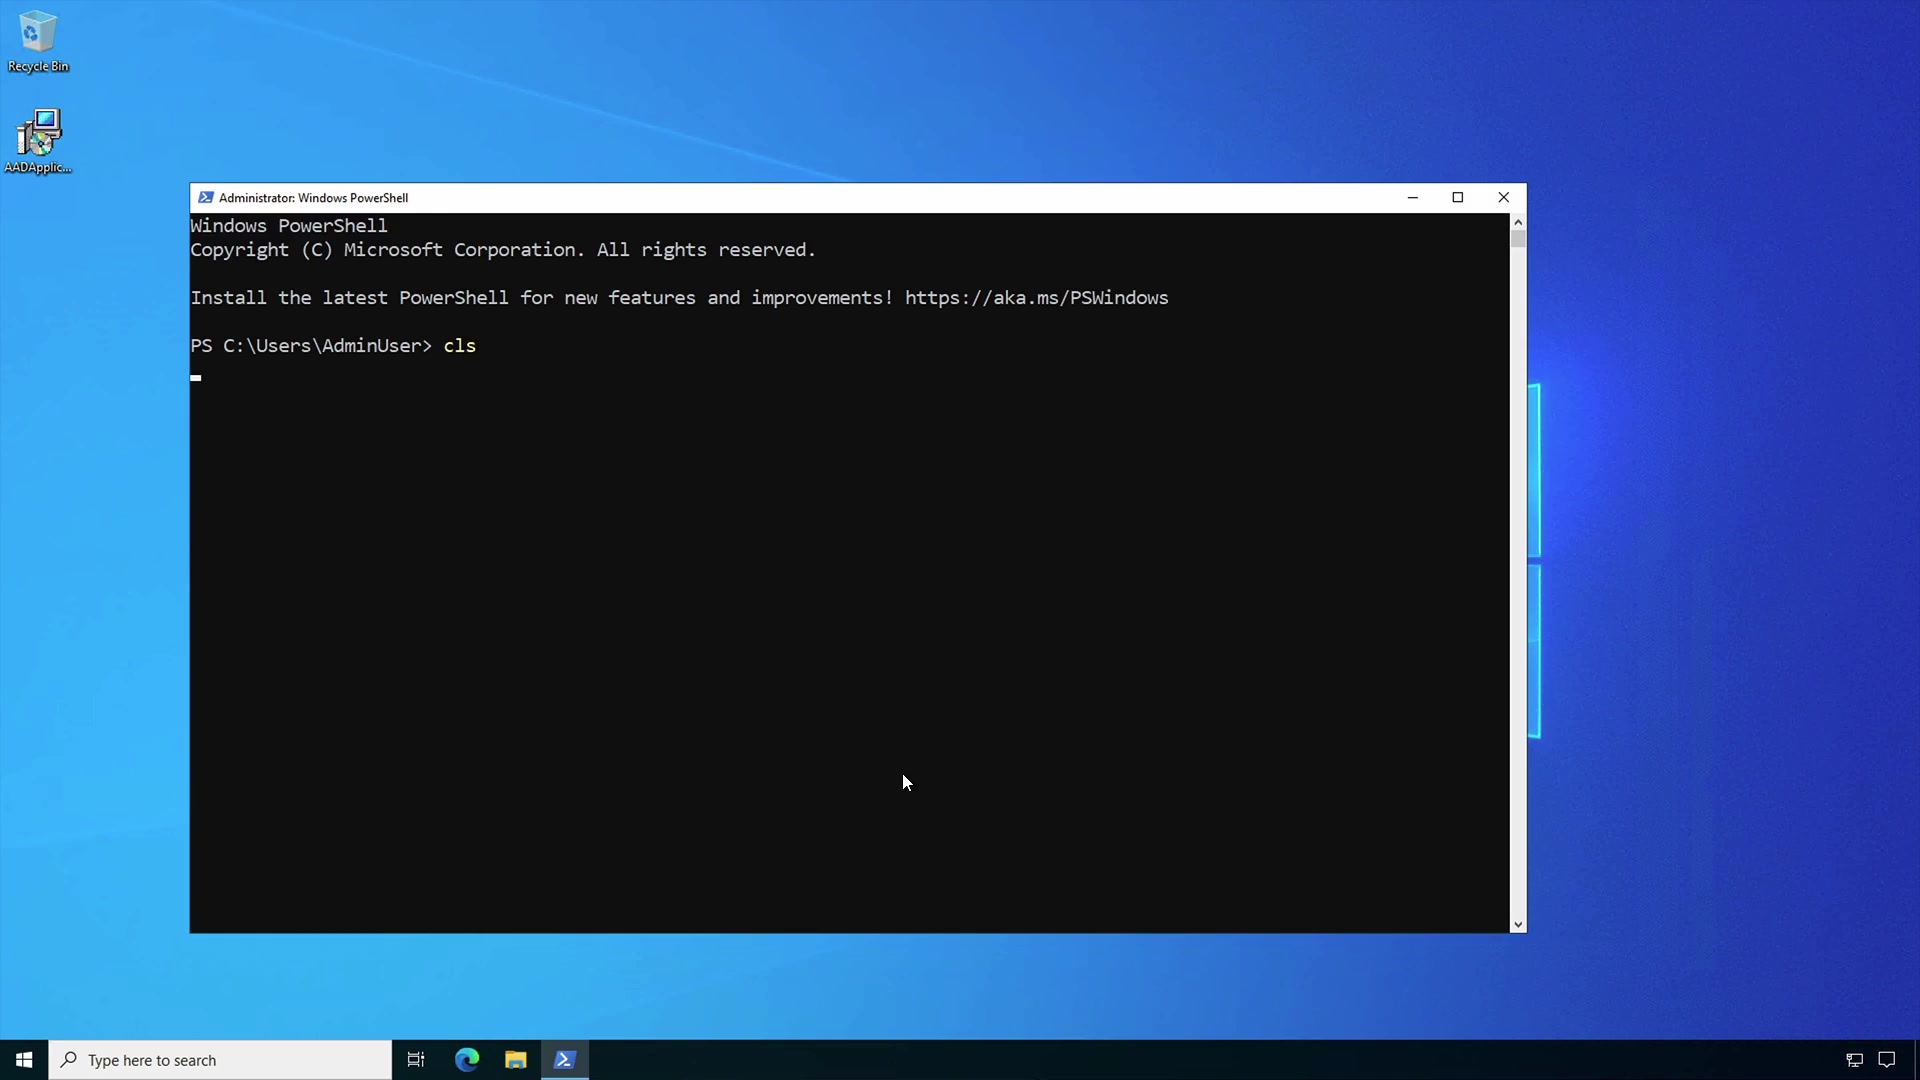 Recycle Bin
AADApplic...
Administrator: Windows PowerShell
Windows PowerShell
Copyright (C) Microsoft Corporation. All rights reserved.
Install the latest PowerShell for new features and improvements! https://aka.ms/PSWindows
PS C:\Users\AdminUser> cls
Type here to search